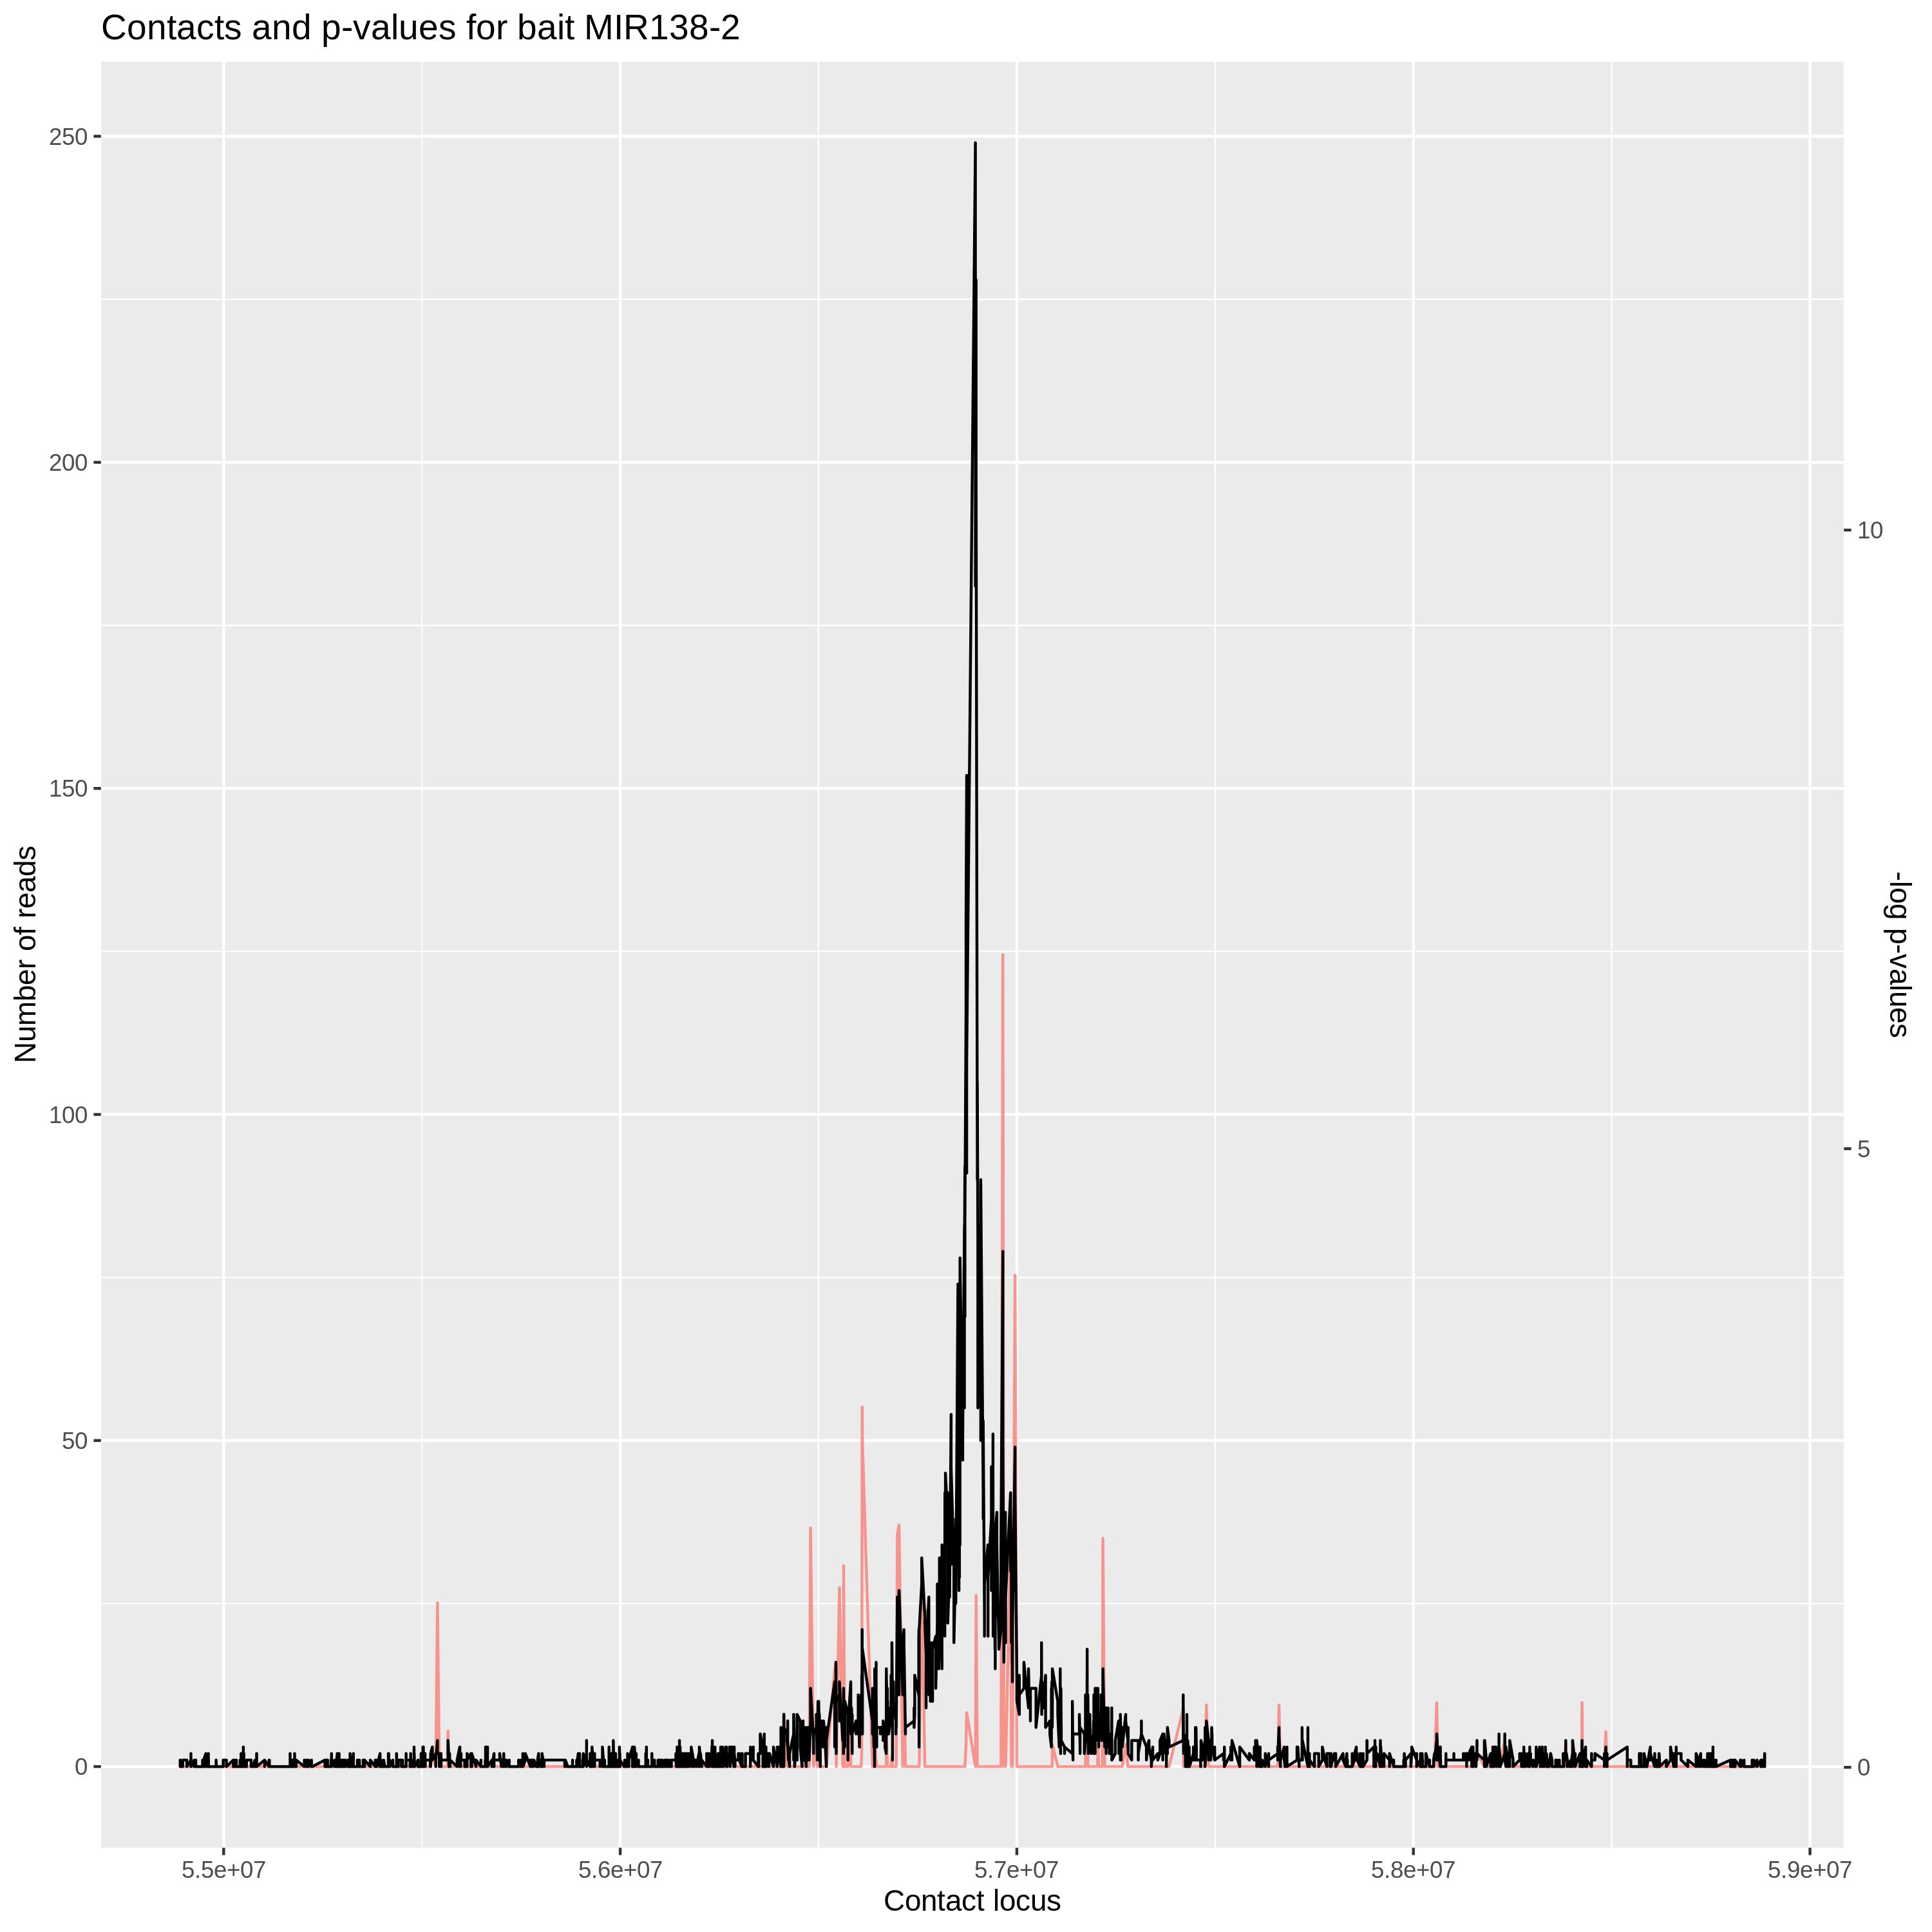 Contacts and p-values for bait MIR138-2
250
200
150
100
50
0
Number of reads
10
5
0
-log p-values
5.5e+07
5.6e+07
5.7e+07
5.8e+07
5.9e+07
Contact locus